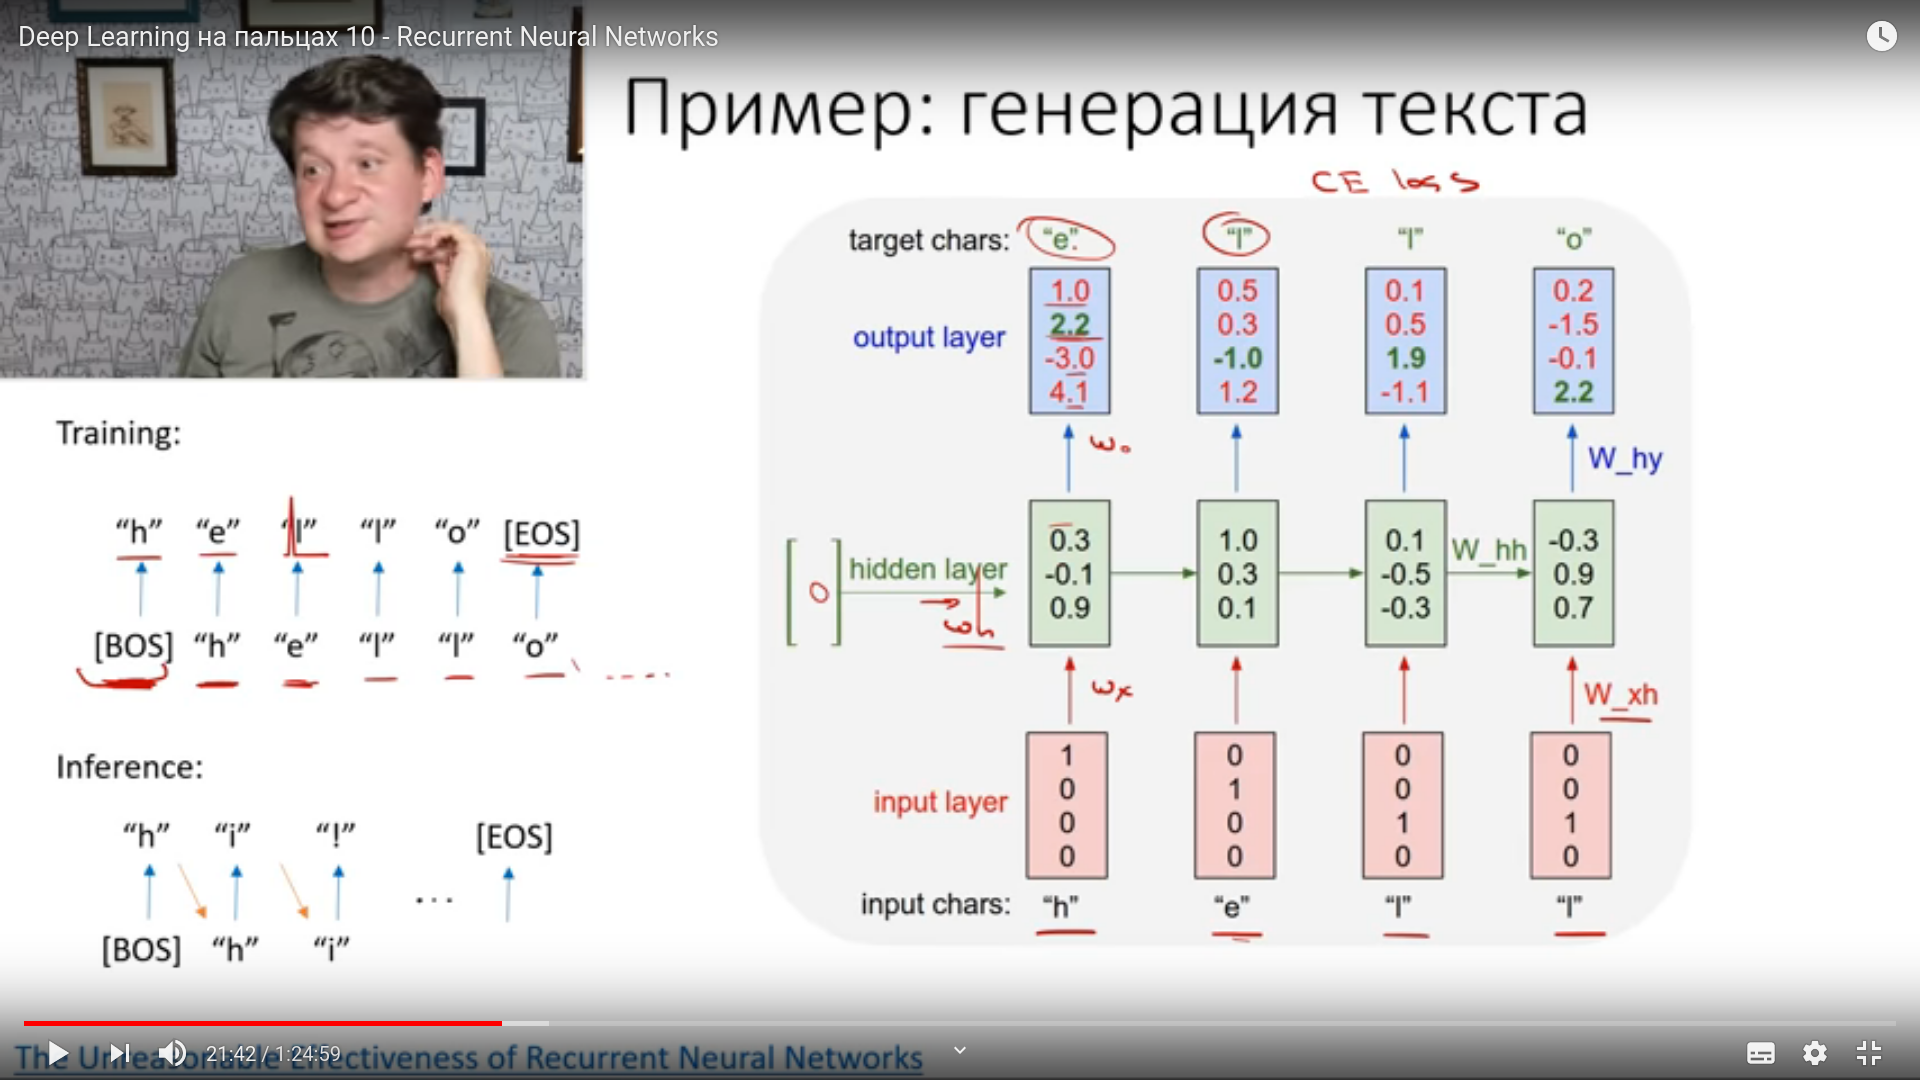 Deep Learning на пальцах 10 - Recurrent Neural Networks
Пример: генерация текста
CE loss
target chars: “e” “l” “l” “o”
output layer
1.0 0.5 0.1 0.2
2.2 0.3 0.5 -1.5
-3.0 -1.0 1.9 -0.1
4.1 1.2 -1.1 2.2
W_hy
hidden layer
W_hh
0.3 1.0 0.1 -0.3
-0.1 0.3 -0.5 0.9
0.9 0.1 -0.3 0.7
0
W_xh
input layer
1 0 0 0
0 1 0 0
0 0 1 1
0 0 0 0
input chars: “h” “e” “l” “l”
Training:
“h” “e” “l” “l” “o” [EOS]
[BOS] “h” “e” “l” “l” “o”
Inference:
“h” “i” “!” [EOS]
...
[BOS] “h” “i”
21:42 / 1:24:59
The Unreasonable Effectiveness of Recurrent Neural Networks